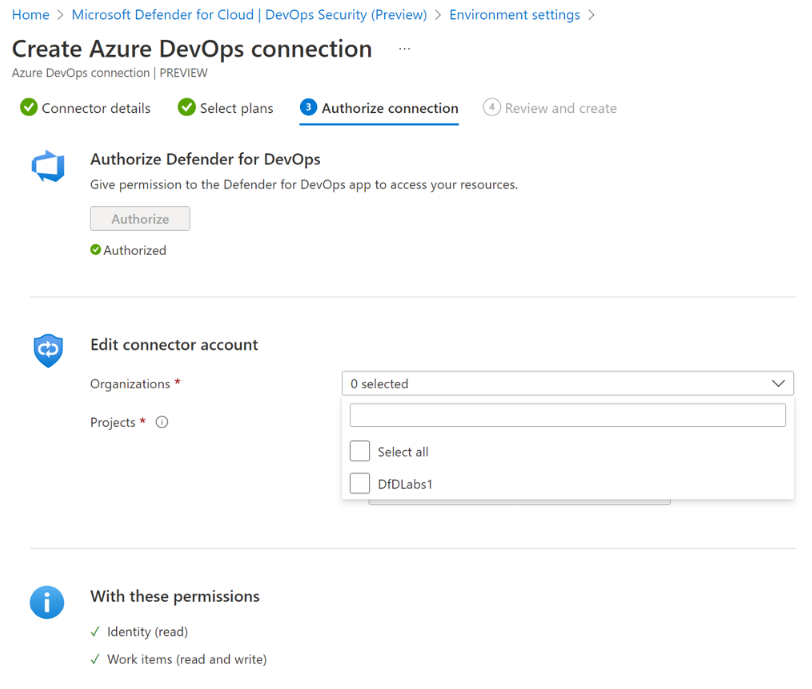 Home > Microsoft Defender for Cloud | DevOps Security (Preview) > Environment settings >
Create Azure DevOps connection ...
Azure DevOps connection | PREVIEW
Connector details Select plans 3 Authorize connection 4 Review and create
Authorize Defender for DevOps
Give permission to the Defender for DevOps app to access your resources.
Authorize
Authorized
Edit connector account
Organizations * 0 selected
Projects *
Select all
DfDLabs1
With these permissions
✓ Identity (read)
✓ Work items (read and write)